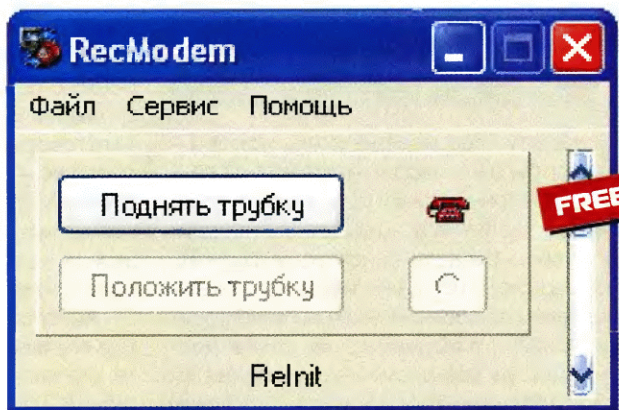 RecModem
Файл Сервис Помощь
Поднять трубку
FREE
Положить трубку
ReInit